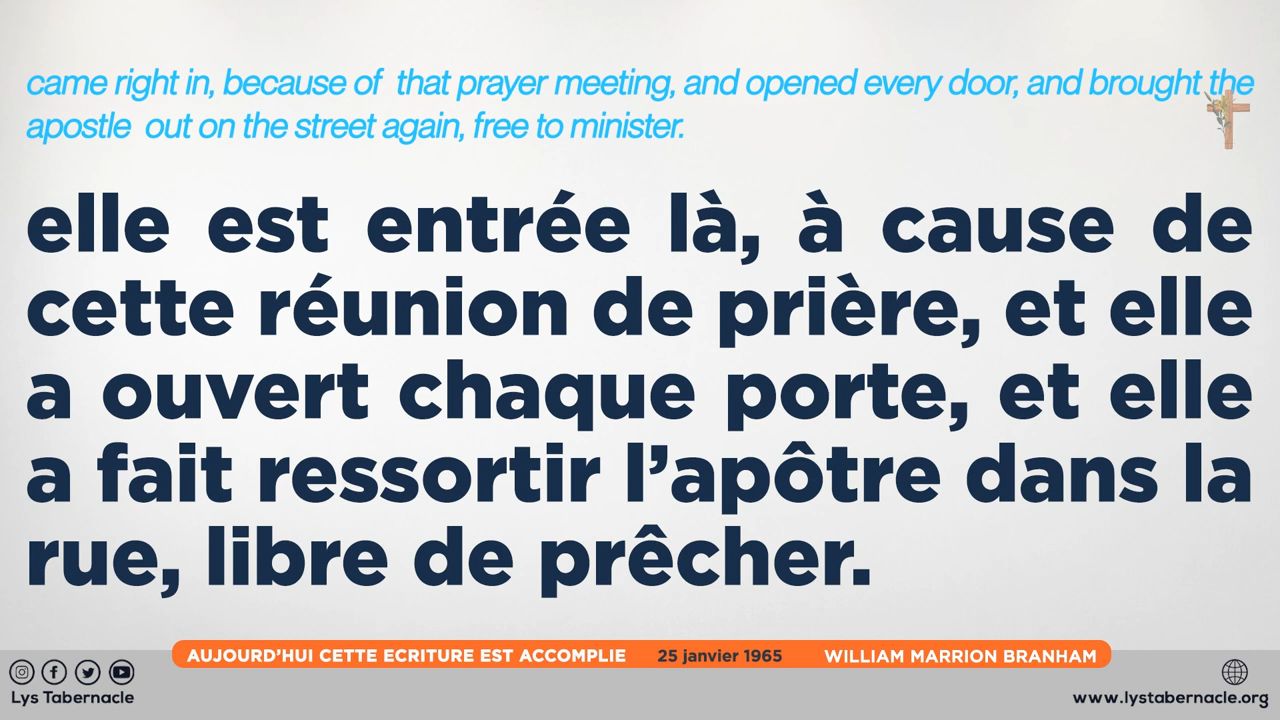 came right in, because of that prayer meeting, and opened every door, and brought the
apostle out on the street again, free to minister.
elle est entrée là, à cause de
cette réunion de prière, et elle
a ouvert chaque porte, et elle
a fait ressortir l’apôtre dans la
rue, libre de prêcher.
AUJOURD’HUI CETTE ECRITURE EST ACCOMPLIE 25 janvier 1965 WILLIAM MARRION BRANHAM
Lys Tabernacle
www.lystabernacle.org